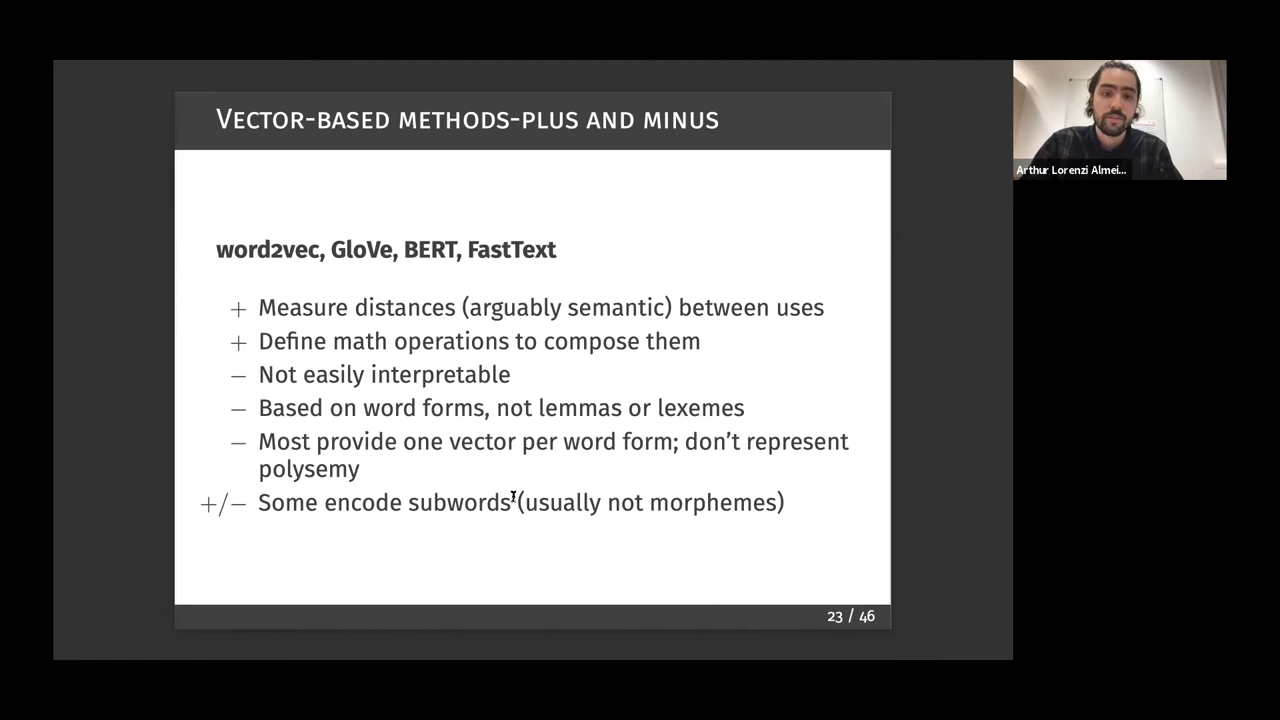 Vector-based methods-plus and minus
word2vec, GloVe, BERT, FastText
+ Measure distances (arguably semantic) between uses
+ Define math operations to compose them
− Not easily interpretable
− Based on word forms, not lemmas or lexemes
− Most provide one vector per word form; don't represent
polysemy
+/− Some encode subwords (usually not morphemes)
23 / 46
Arthur Lorenzi Almei...